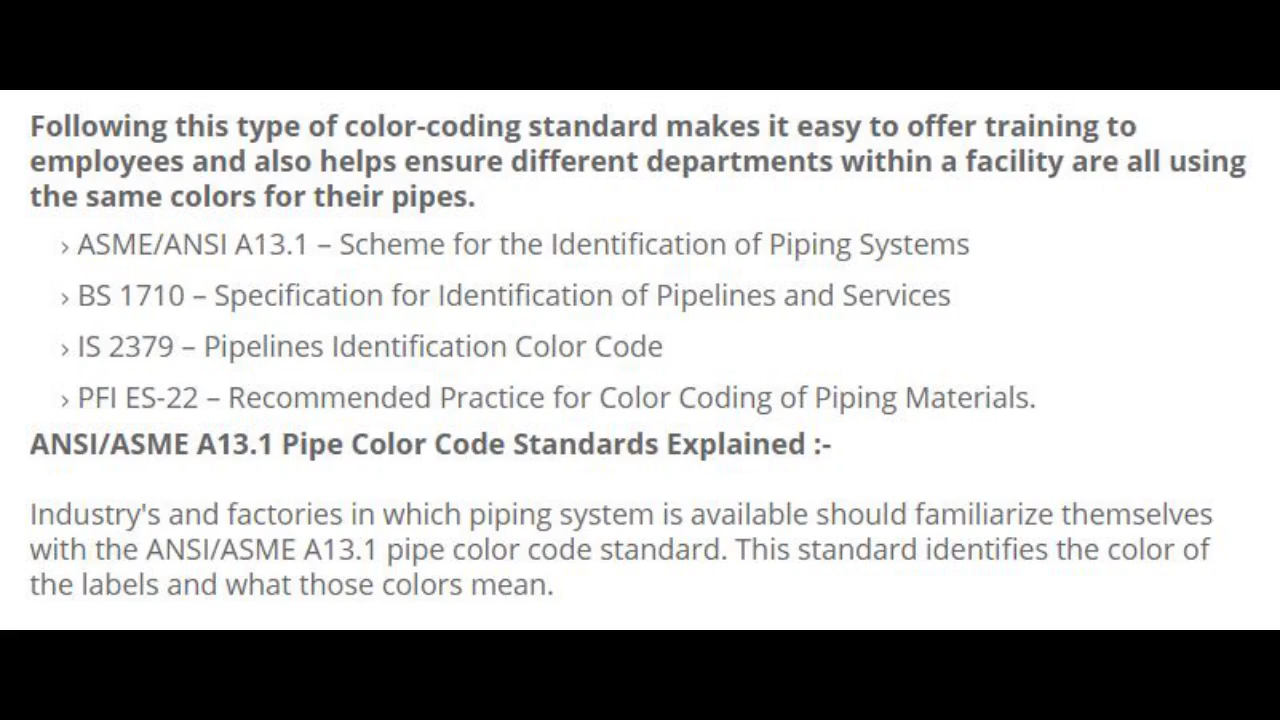 Following this type of color-coding standard makes it easy to offer training to
employees and also helps ensure different departments within a facility are all using
the same colors for their pipes.
› ASME/ANSI A13.1 – Scheme for the Identification of Piping Systems
› BS 1710 – Specification for Identification of Pipelines and Services
› IS 2379 – Pipelines Identification Color Code
› PFI ES-22 – Recommended Practice for Color Coding of Piping Materials.
ANSI/ASME A13.1 Pipe Color Code Standards Explained :-
Industry's and factories in which piping system is available should familiarize themselves
with the ANSI/ASME A13.1 pipe color code standard. This standard identifies the color of
the labels and what those colors mean.